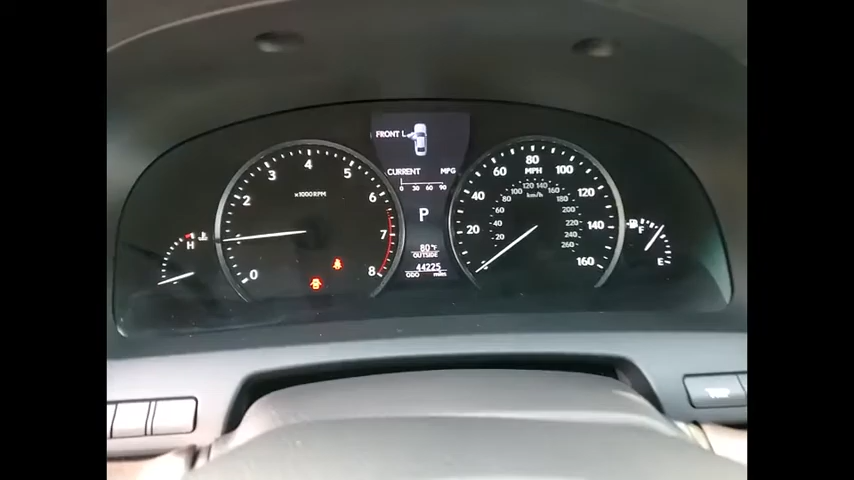 FRONT L
CURRENT MPG
0 30 60 90
P
80°F
OUTSIDE
44225
ODO miles
0 2 3 4 5 6 7 8
x1000RPM
H
20 40 60 80 100 120 140 160
MPH
20 40 60 80 100 120 140 160 180 200 220 240 260
km/h
F
E